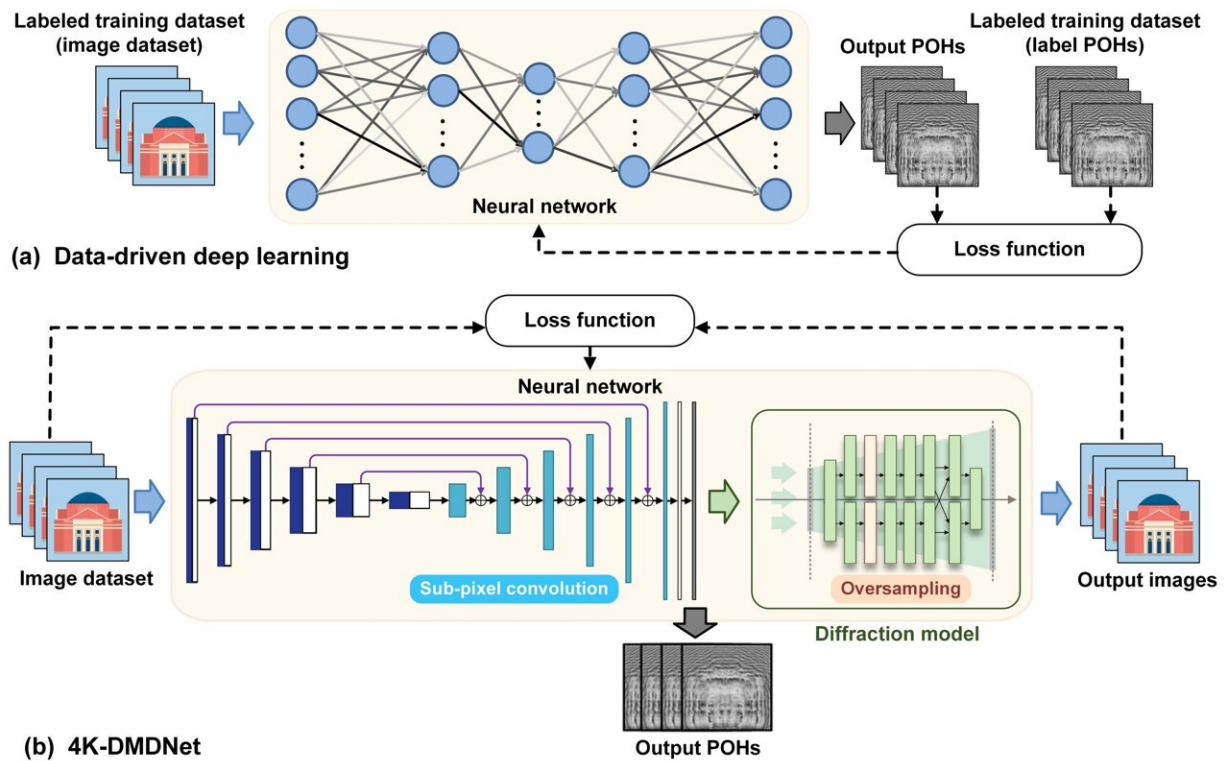 Labeled training dataset
(image dataset)
Output POHs
Labeled training dataset
(label POHs)
Neural network
Loss function
(a) Data-driven deep learning
Loss function
Neural network
Image dataset
Sub-pixel convolution
Oversampling
Output images
Diffraction model
Output POHs
(b) 4K-DMDNet